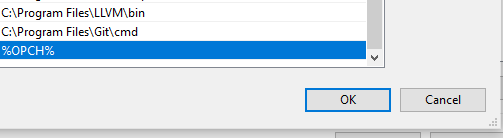 C:\Program Files\LLVM\bin
C:\Program Files\Git\cmd
%OPCH%
OK
Cancel